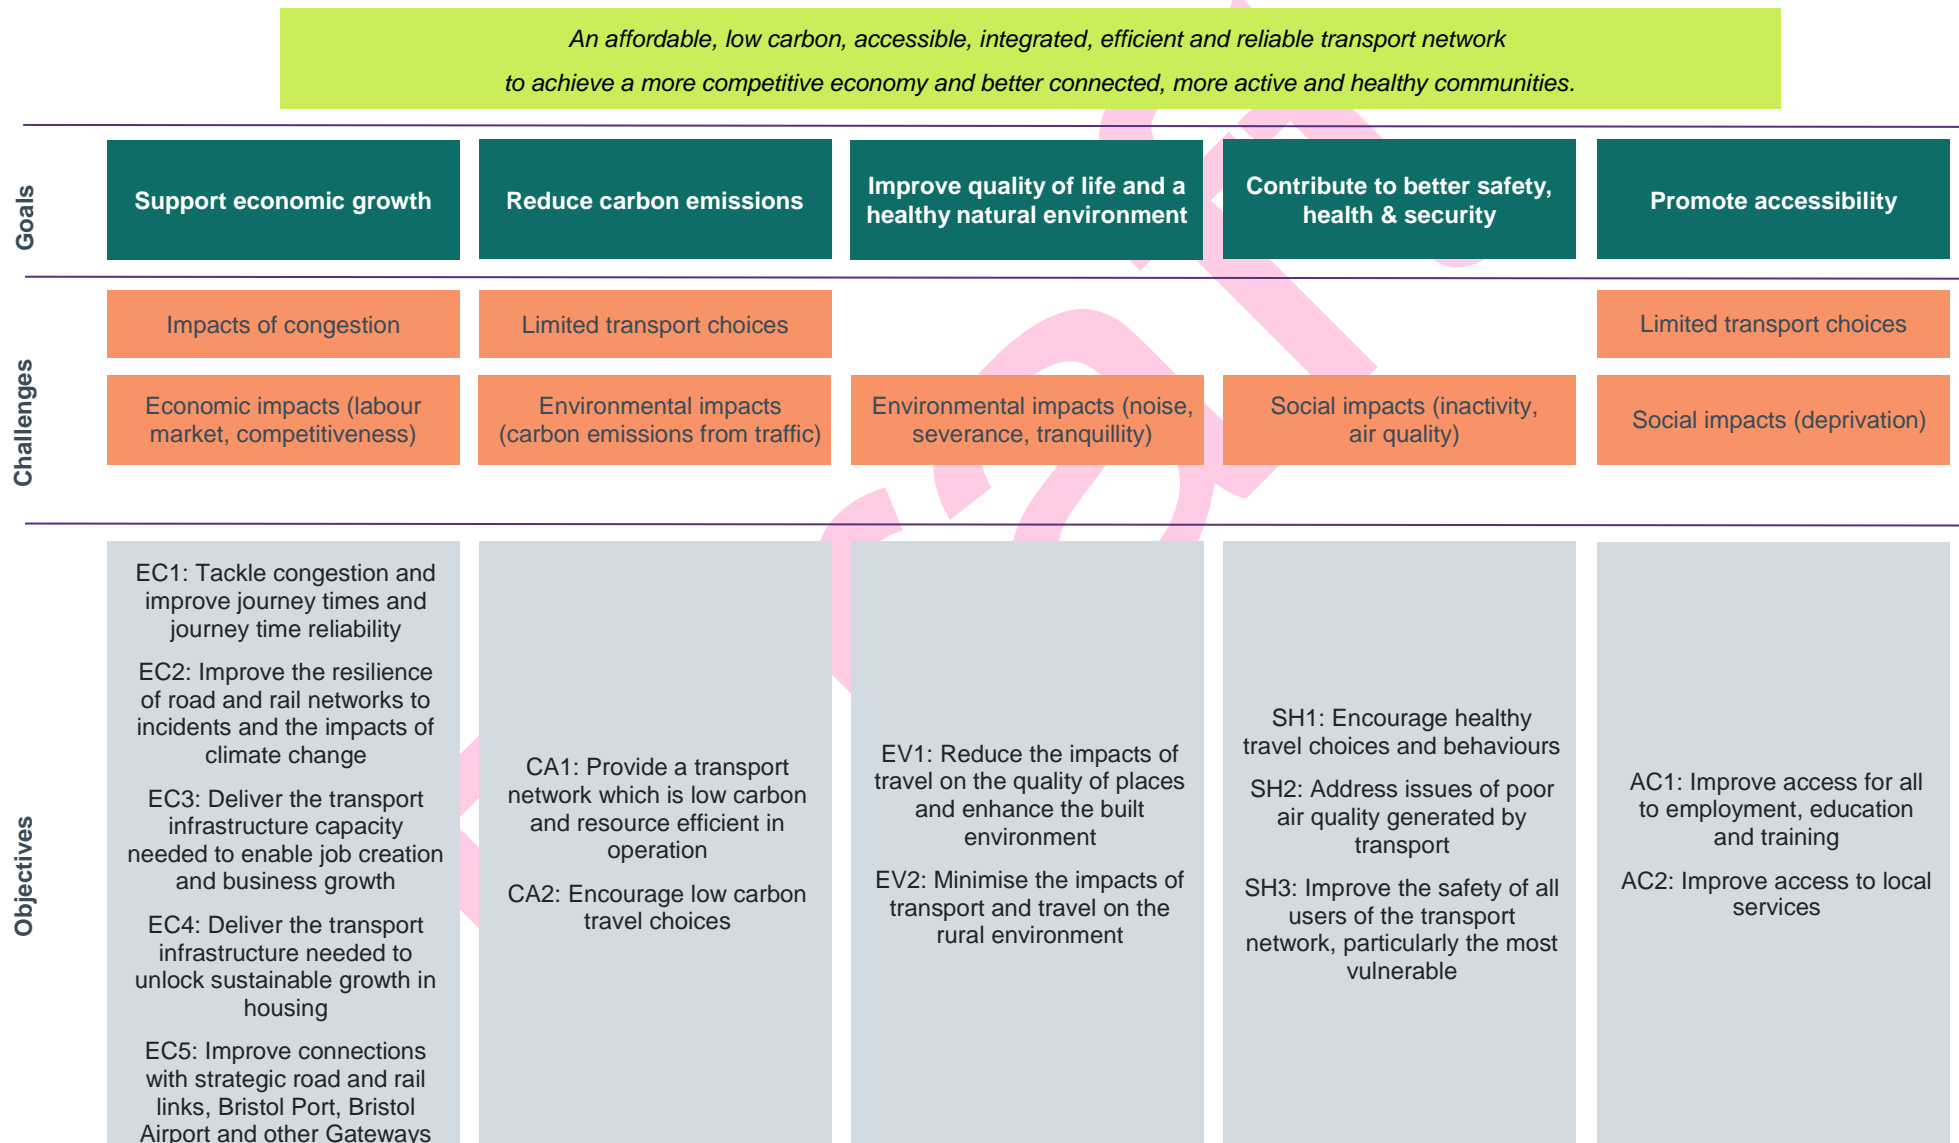 An affordable, low carbon, accessible, integrated, efficient and reliable transport network
to achieve a more competitive economy and better connected, more active and healthy communities.
Goals
Support economic growth
Reduce carbon emissions
Improve quality of life and a
healthy natural environment
Contribute to better safety,
health & security
Promote accessibility
Challenges
Impacts of congestion
Limited transport choices
Limited transport choices
Economic impacts (labour
market, competitiveness)
Environmental impacts
(carbon emissions from traffic)
Environmental impacts (noise,
severance, tranquillity)
Social impacts (inactivity,
air quality)
Social impacts (deprivation)
Objectives
EC1: Tackle congestion and
improve journey times and
journey time reliability
EC2: Improve the resilience
of road and rail networks to
incidents and the impacts of
climate change
EC3: Deliver the transport
infrastructure capacity
needed to enable job creation
and business growth
EC4: Deliver the transport
infrastructure needed to
unlock sustainable growth in
housing
EC5: Improve connections
with strategic road and rail
links, Bristol Port, Bristol
Airport and other Gateways
CA1: Provide a transport
network which is low carbon
and resource efficient in
operation
CA2: Encourage low carbon
travel choices
EV1: Reduce the impacts of
travel on the quality of places
and enhance the built
environment
EV2: Minimise the impacts of
transport and travel on the
rural environment
SH1: Encourage healthy
travel choices and behaviours
SH2: Address issues of poor
air quality generated by
transport
SH3: Improve the safety of all
users of the transport
network, particularly the most
vulnerable
AC1: Improve access for all
to employment, education
and training
AC2: Improve access to local
services